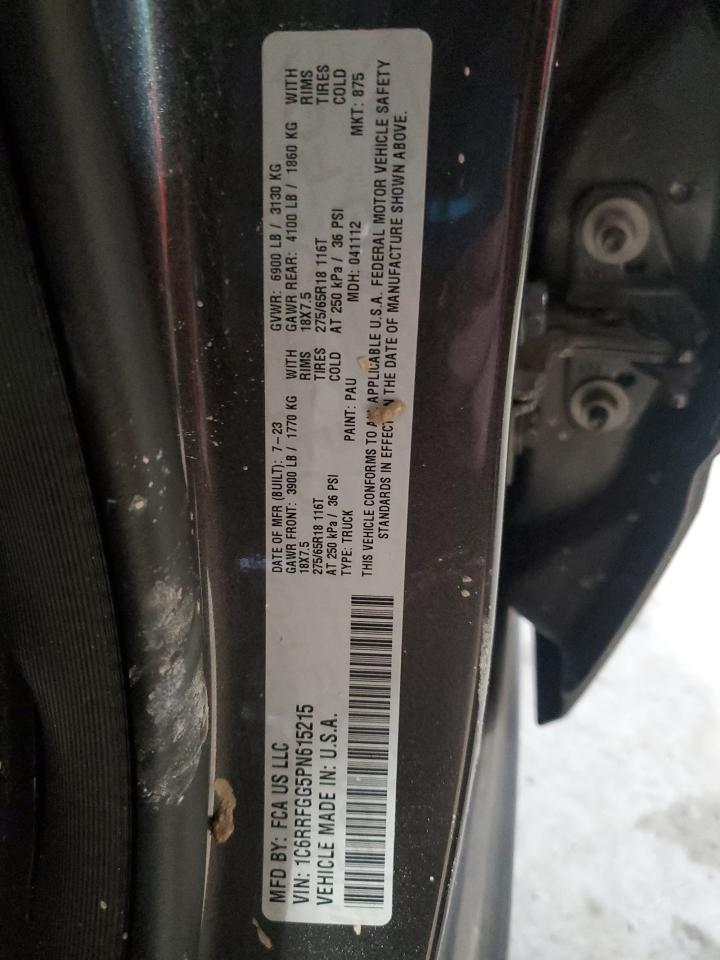 MFD BY: FCA US LLC
VIN: 1C6RRFGG5PN615215
VEHICLE MADE IN: U.S.A.
DATE OF MFR (BUILT): 7-23
GAWR FRONT: 3900 LB / 1770 KG WITH
18X7.5 RIMS
275/65R18 116T TIRES
AT 250 kPa / 36 PSI COLD
TYPE: TRUCK PAINT: PAU
GVWR: 6900 LB / 3130 KG
GAWR REAR: 4100 LB / 1860 KG WITH
18X7.5 RIMS
275/65R18 116T TIRES
AT 250 kPa / 36 PSI COLD
MDH: 041112 MKT: 875
THIS VEHICLE CONFORMS TO APPLICABLE U.S.A. FEDERAL MOTOR VEHICLE SAFETY
STANDARDS IN EFFECT THE DATE OF MANUFACTURE SHOWN ABOVE.